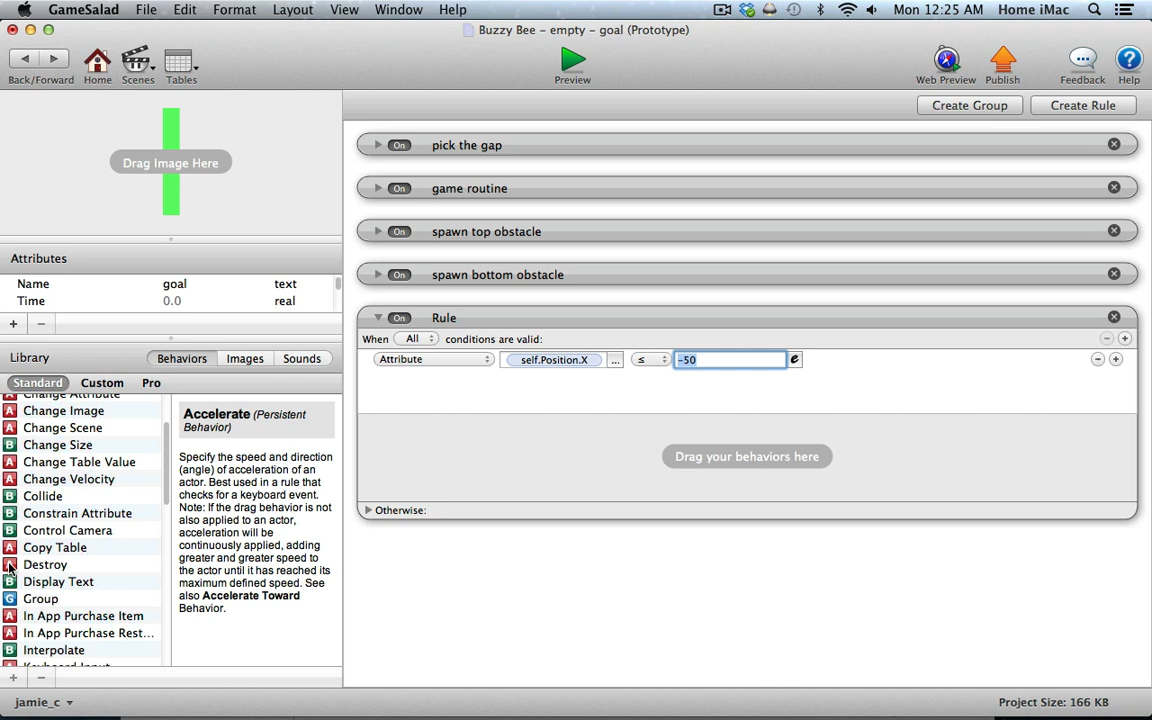 GameSalad File Edit Format Layout View Window Help Mon 12:25 AM Home iMac
Buzzy Bee – empty – goal (Prototype)
Back/Forward Home Scenes Tables Preview Web Preview Publish Feedback Help
Create Group Create Rule
Drag Image Here
Attributes
Name goal text
Time 0.0 real
+ −
Library Behaviors Images Sounds
Standard Custom Pro
A Change Attribute
A Change Image
A Change Scene
B Change Size
A Change Table Value
A Change Velocity
B Collide
B Constrain Attribute
B Control Camera
A Copy Table
A Destroy
B Display Text
G Group
A In App Purchase Item
A In App Purchase Rest...
B Interpolate
Keyboard Input
Accelerate (Persistent
Behavior)
Specify the speed and direction
(angle) of acceleration of an
actor. Best used in a rule that
checks for a keyboard event.
Note: If the drag behavior is not
also applied to an actor,
acceleration will be
continuously applied, adding
greater and greater speed to
the actor until it has reached its
maximum defined speed. See
also Accelerate Toward
Behavior.
+ −
On pick the gap
On game routine
On spawn top obstacle
On spawn bottom obstacle
On Rule
When All conditions are valid:
Attribute self.Position.X ... ≤ -50 e
Drag your behaviors here
Otherwise:
jamie_c Project Size: 166 KB